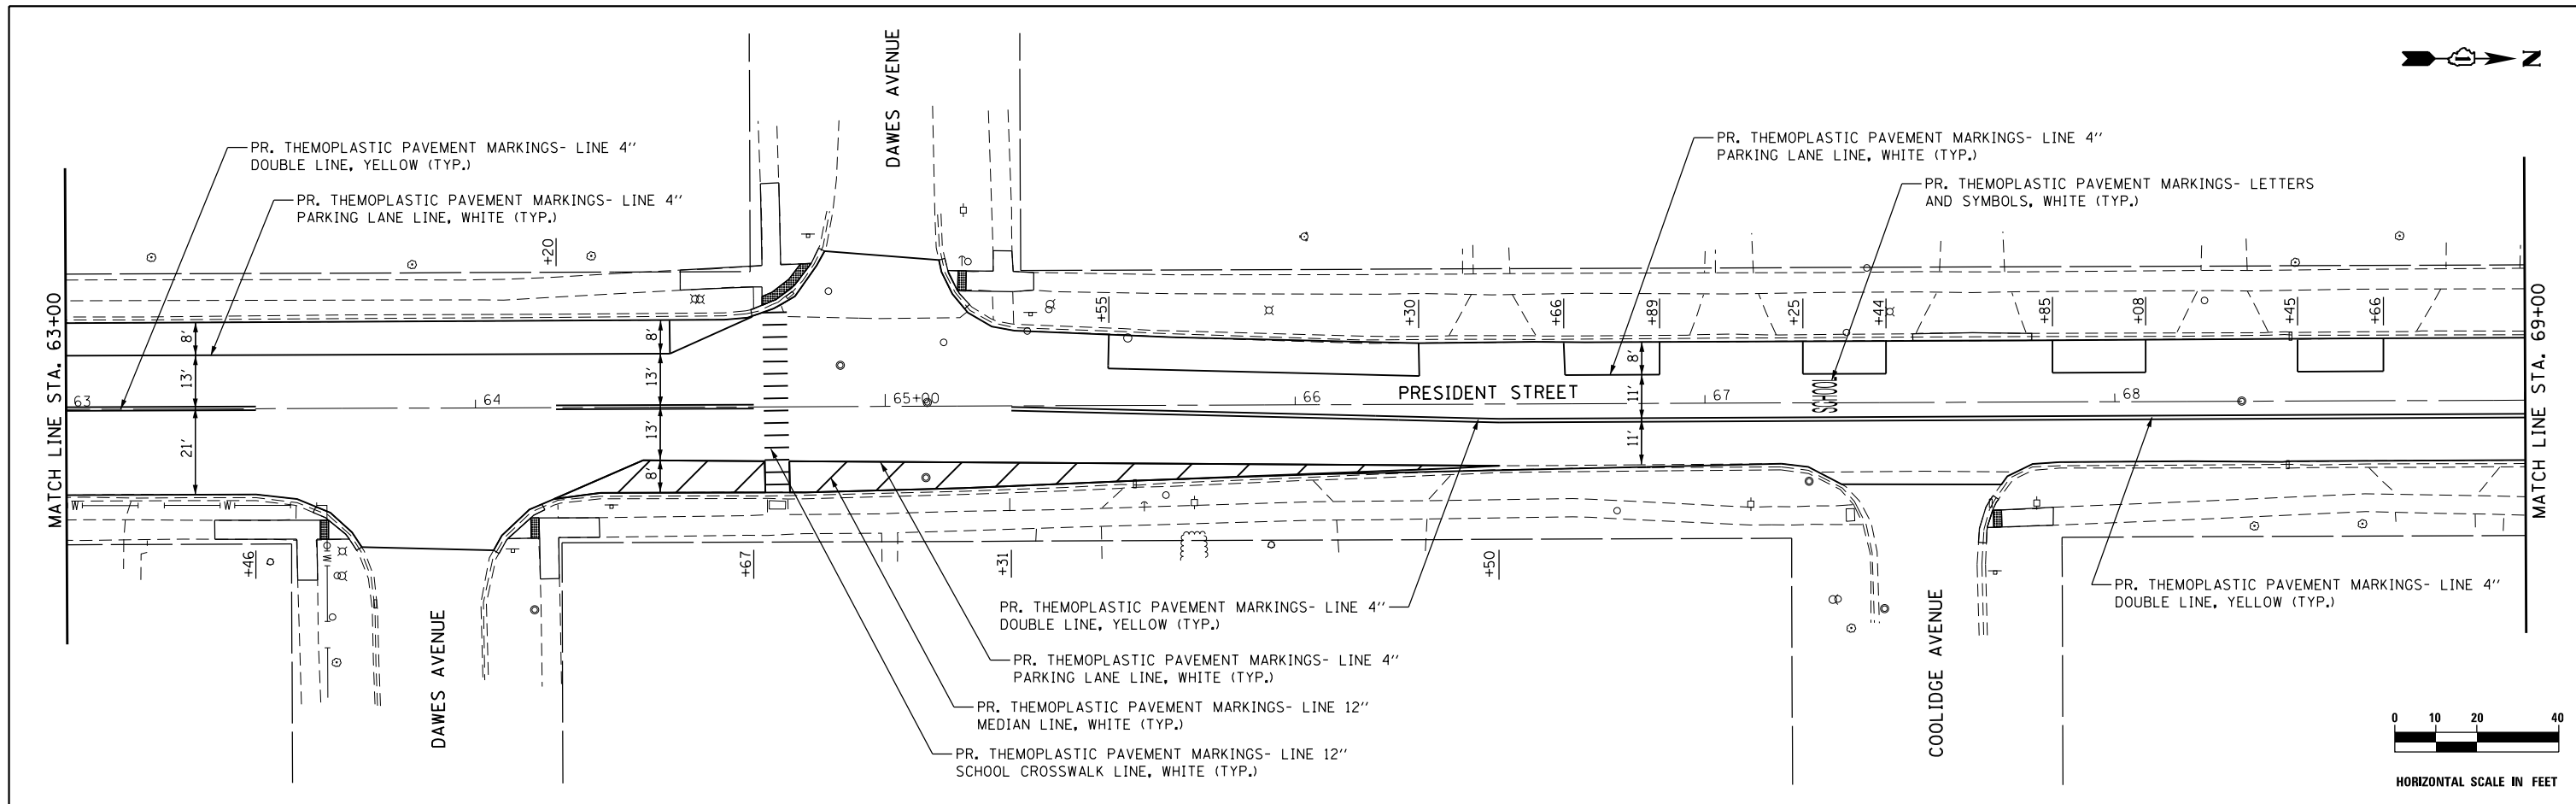 DAWES AVENUE
N
PR. THEMOPLASTIC PAVEMENT MARKINGS- LINE 4"
DOUBLE LINE, YELLOW (TYP.)
PR. THEMOPLASTIC PAVEMENT MARKINGS- LINE 4"
PARKING LANE LINE, WHITE (TYP.)
PR. THEMOPLASTIC PAVEMENT MARKINGS- LINE 4"
PARKING LANE LINE, WHITE (TYP.)
PR. THEMOPLASTIC PAVEMENT MARKINGS- LETTERS
AND SYMBOLS, WHITE (TYP.)
MATCH LINE STA. 63+00
+20
+55
+30
+66
+89
+25
+44
+85
+08
+45
+66
MATCH LINE STA. 69+00
8'
13'
21'
8'
13'
13'
8'
8'
11'
11'
63
64
65+00
66
PRESIDENT STREET
67
SCHOOL
68
W
W
W
+46
+67
+31
+50
DAWES AVENUE
COOLIDGE AVENUE
PR. THEMOPLASTIC PAVEMENT MARKINGS- LINE 4"
DOUBLE LINE, YELLOW (TYP.)
PR. THEMOPLASTIC PAVEMENT MARKINGS- LINE 4"
DOUBLE LINE, YELLOW (TYP.)
PR. THEMOPLASTIC PAVEMENT MARKINGS- LINE 4"
PARKING LANE LINE, WHITE (TYP.)
PR. THEMOPLASTIC PAVEMENT MARKINGS- LINE 12"
MEDIAN LINE, WHITE (TYP.)
PR. THEMOPLASTIC PAVEMENT MARKINGS- LINE 12"
SCHOOL CROSSWALK LINE, WHITE (TYP.)
0 10 20 40
HORIZONTAL SCALE IN FEET